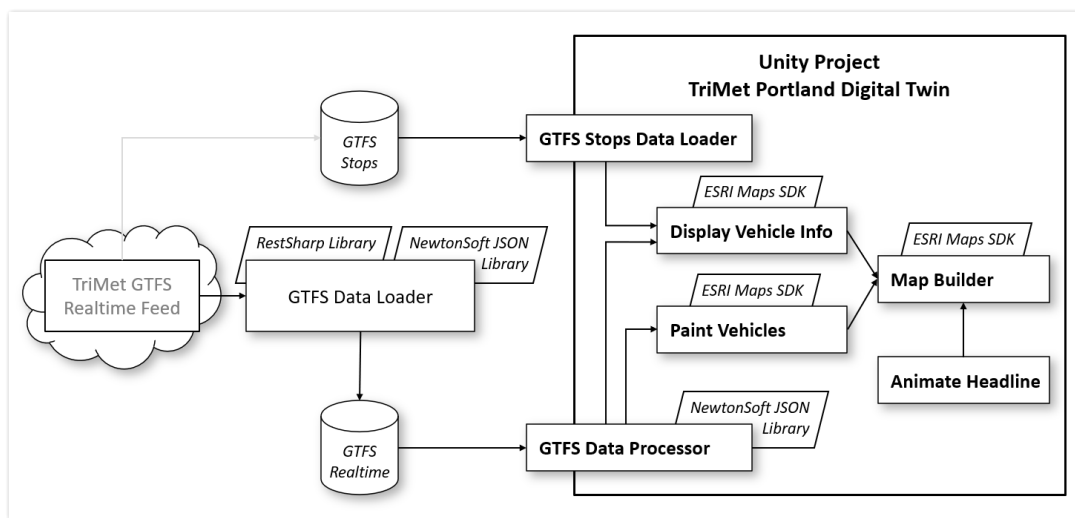 Unity Project
TriMet Portland Digital Twin
GTFS
Stops
GTFS Stops Data Loader
ESRI Maps SDK
Display Vehicle Info
ESRI Maps SDK
Map Builder
RestSharp Library
NewtonSoft JSON
Library
TriMet GTFS
Realtime Feed
GTFS Data Loader
ESRI Maps SDK
Paint Vehicles
Animate Headline
NewtonSoft JSON
Library
GTFS Data Processor
GTFS
Realtime